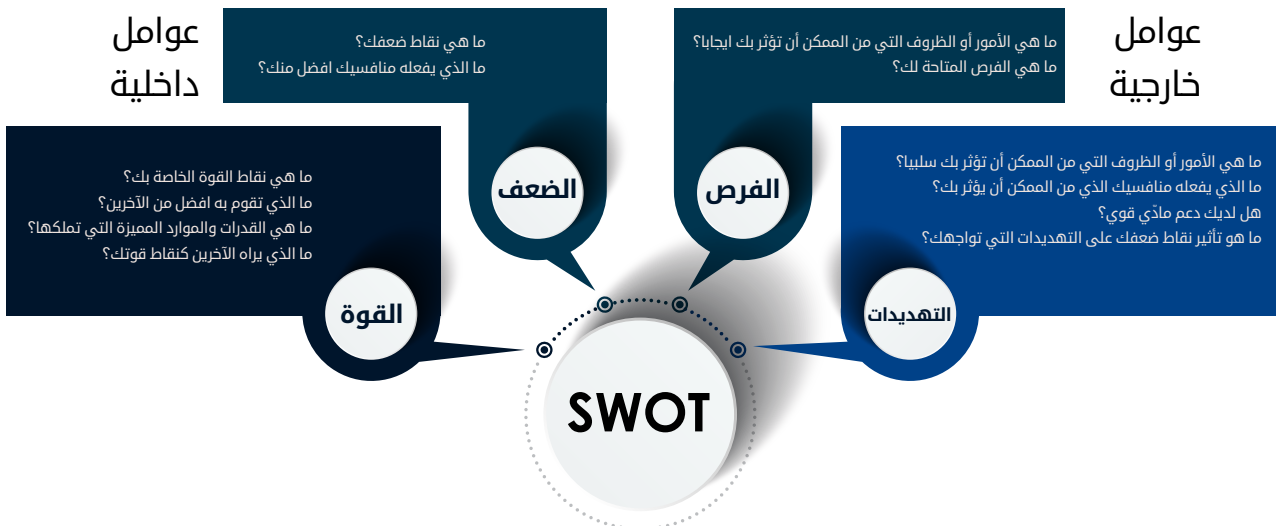 عوامل
خارجية
ما هي الأمور أو الظروف التي من الممكن أن تؤثر بك ايجابا؟
ما هي الفرص المتاحة لك؟
ما هي نقاط ضعفك؟
ما الذي يفعله منافسيك افضل منك؟
عوامل
داخلية
ما هي الأمور أو الظروف التي من الممكن أن تؤثر بك سلبيا؟
ما الذي يفعله منافسيك الذي من الممكن أن يؤثر بك؟
هل لديك دعم مادّي قوي؟
ما هو تأثير نقاط ضعفك على التهديدات التي تواجهك؟
الفرص
الضعف
ما هي نقاط القوة الخاصة بك؟
ما الذي تقوم به افضل من الآخرين؟
ما هي القدرات والموارد المميزة التي تملكها؟
ما الذي يراه الآخرين كنقاط قوتك؟
التهديدات
القوة
SWOT